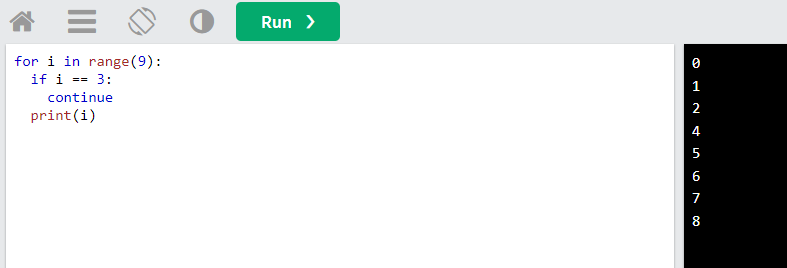 Run ❯
for i in range(9):
  if i == 3:
    continue
  print(i)
0
1
2
4
5
6
7
8